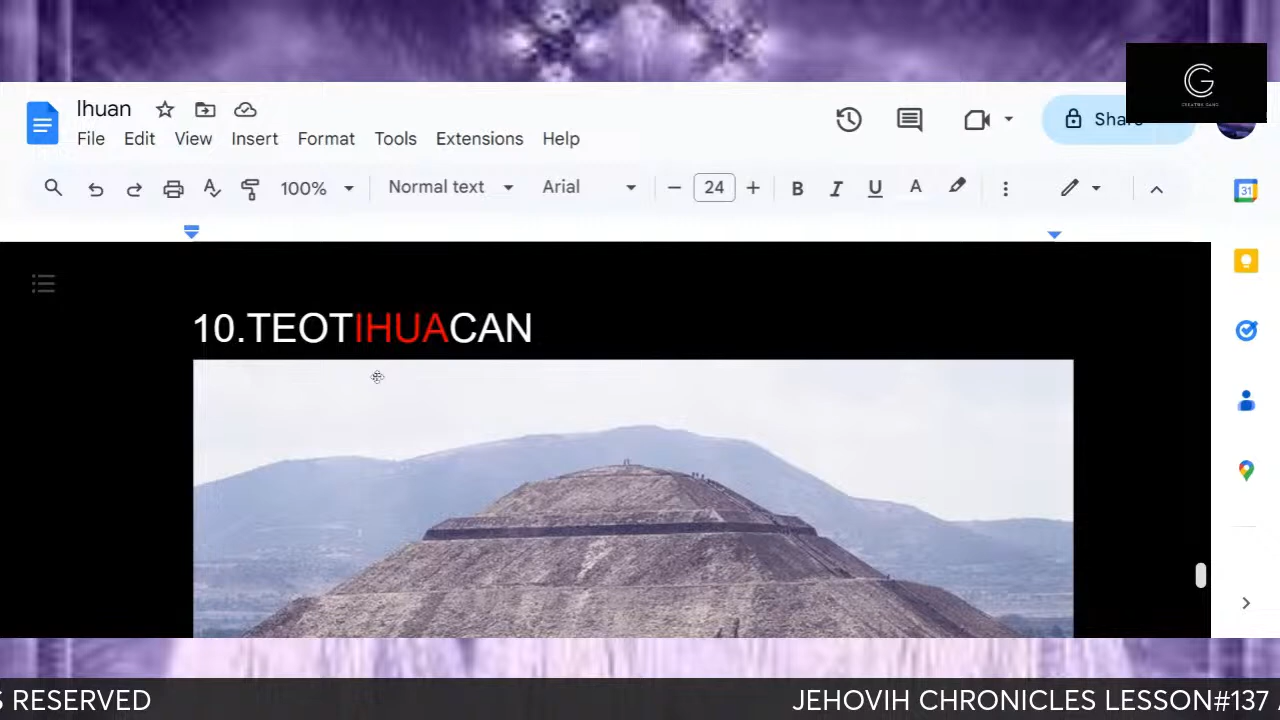 Ihuan
File Edit View Insert Format Tools Extensions Help
Share
100% Normal text Arial 24 B I U A
31
10.TEOTIHUACAN
S RESERVED JEHOVIH CHRONICLES LESSON#137